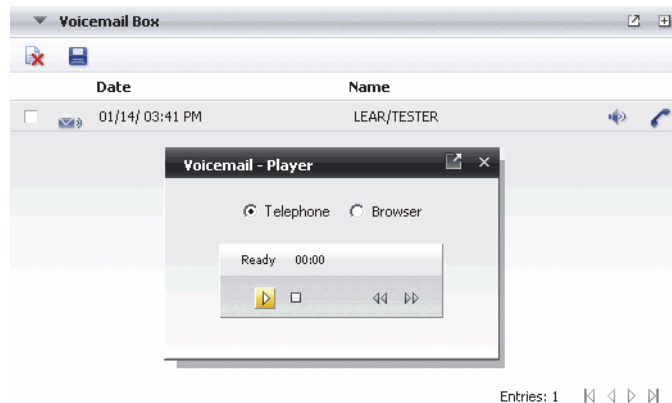 Voicemail Box
Date Name
01/14/ 03:41 PM LEAR/TESTER
Voicemail - Player
Telephone Browser
Ready 00:00
Entries: 1